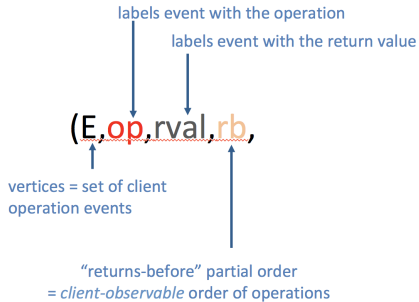 labels event with the operation
labels event with the return value
(E,op,rval,rb,
vertices = set of client
operation events
“returns-before” partial order
= client-observable order of operations